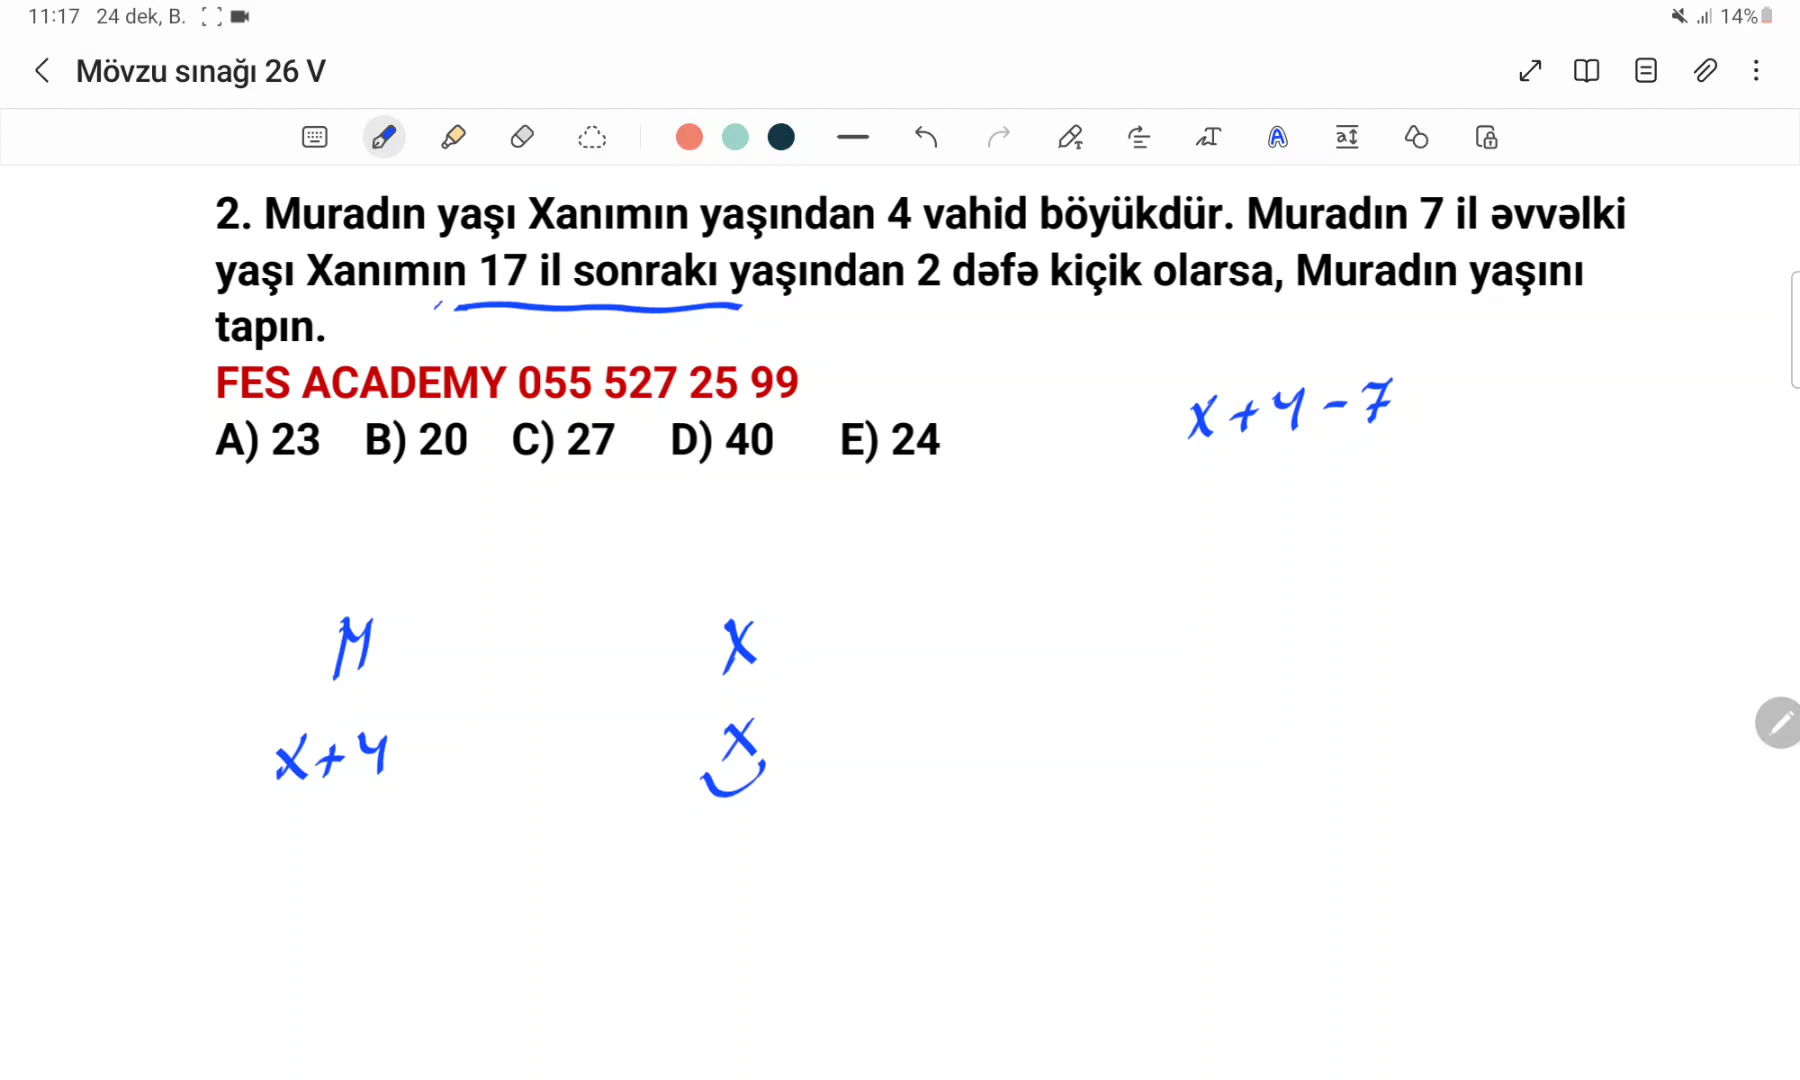 11:17 24 dek, B. 14%
Mövzu sınağı 26 V
2. Muradın yaşı Xanımın yaşından 4 vahid böyükdür. Muradın 7 il əvvəlki
yaşı Xanımın 17 il sonrakı yaşından 2 dəfə kiçik olarsa, Muradın yaşını
tapın.
FES ACADEMY 055 527 25 99
x+4-7
A) 23 B) 20 C) 27 D) 40 E) 24
M X
x+4 x